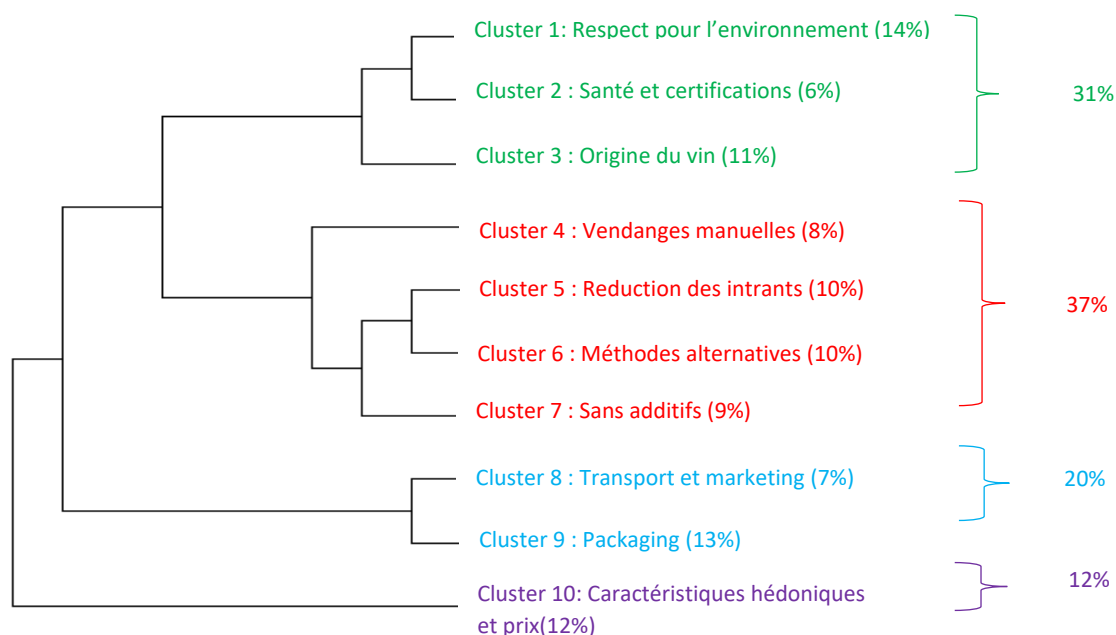 Cluster 1: Respect pour l'environnement (14%)
Cluster 2 : Santé et certifications (6%)
31%
Cluster 3 : Origine du vin (11%)
Cluster 4 : Vendanges manuelles (8%)
Cluster 5 : Reduction des intrants (10%)
37%
Cluster 6 : Méthodes alternatives (10%)
Cluster 7 : Sans additifs (9%)
Cluster 8 : Transport et marketing (7%)
20%
Cluster 9 : Packaging (13%)
Cluster 10: Caractéristiques hédoniques
et prix(12%)
12%